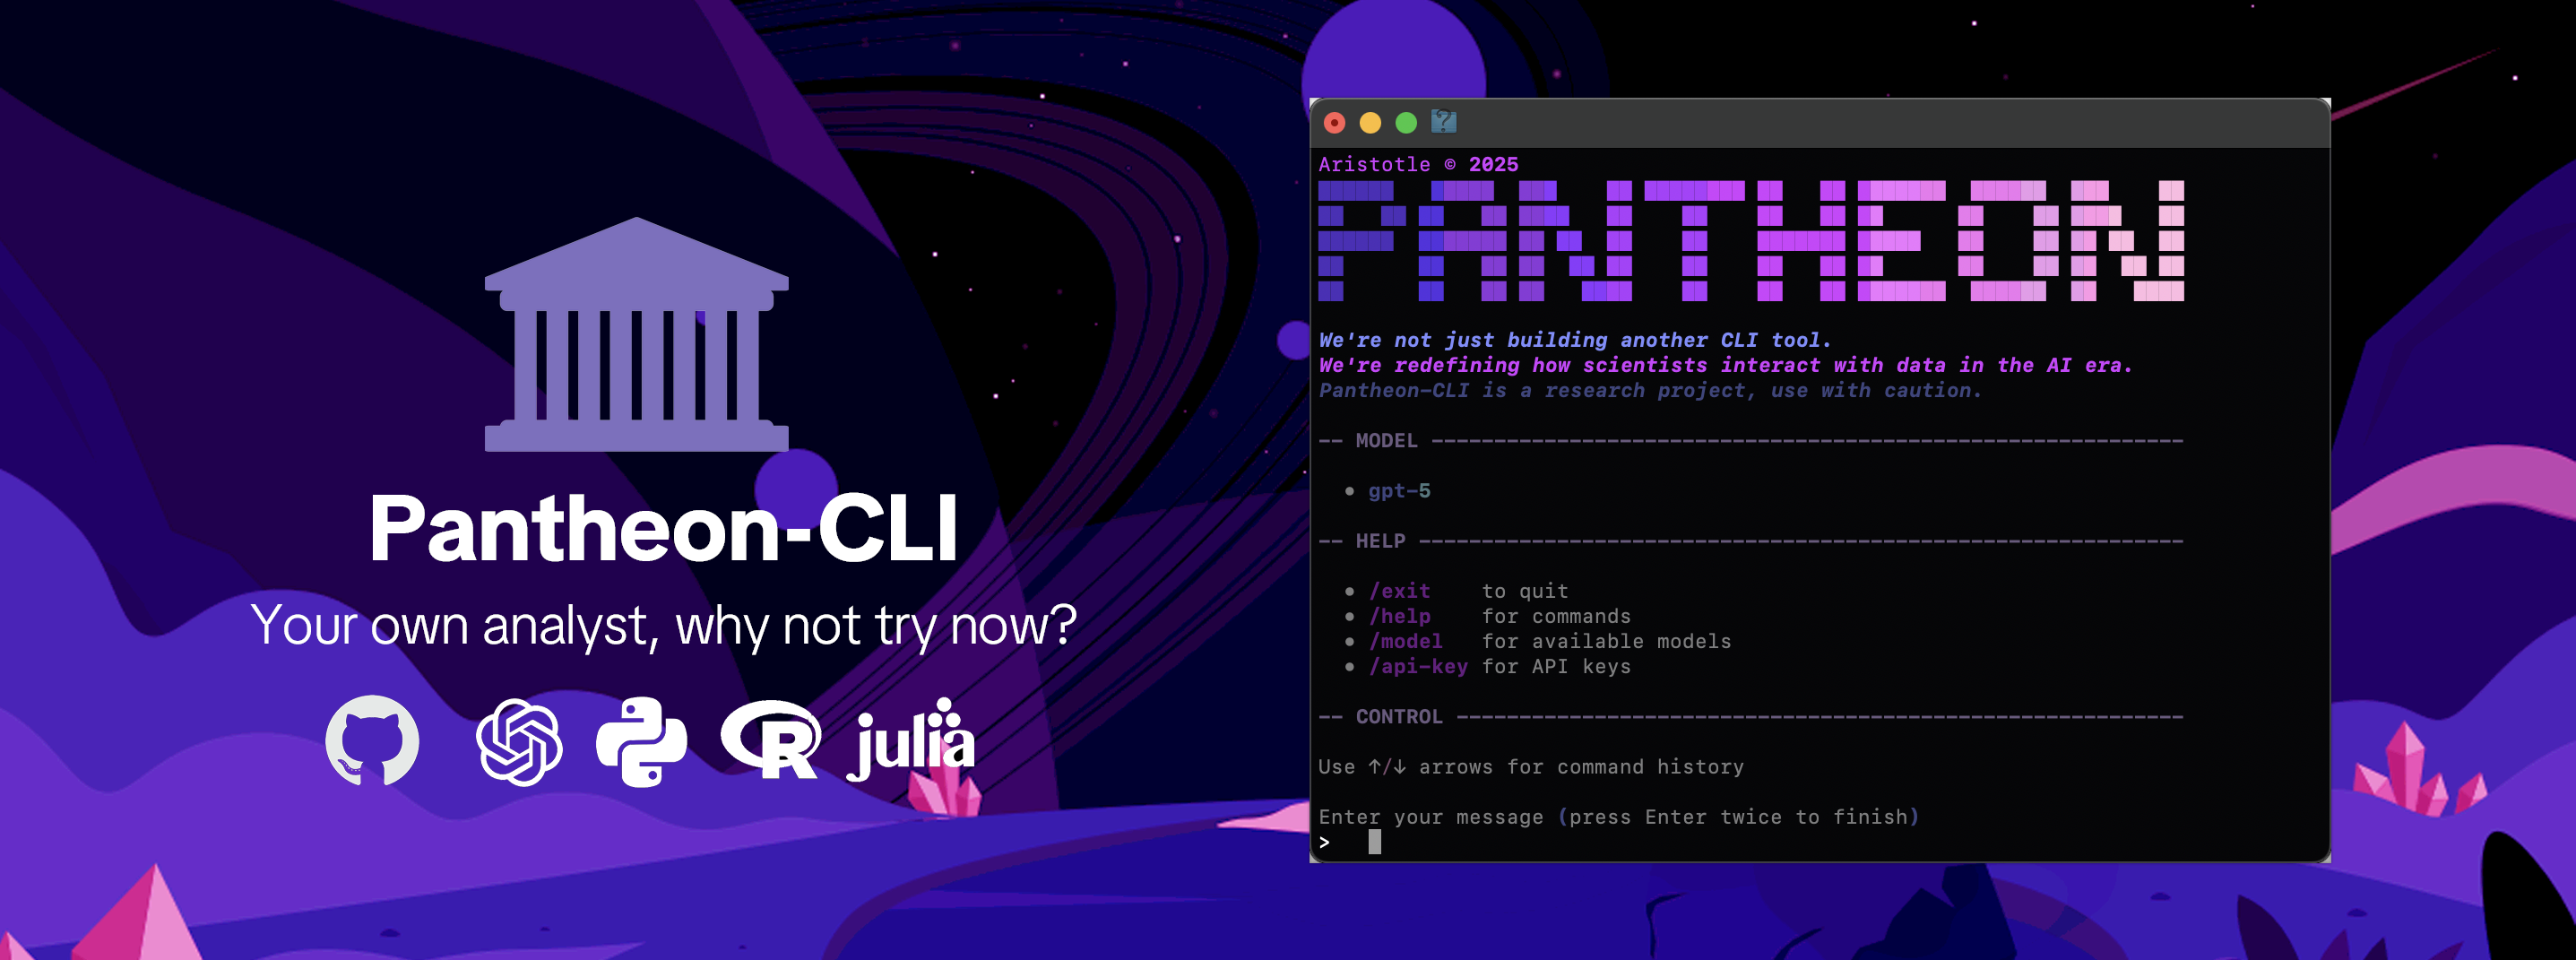 Pantheon-CLI
Your own analyst, why not try now?
R
julia
?
Aristotle © 2025
PANTHEON
We're not just building another CLI tool.
We're redefining how scientists interact with data in the AI era.
Pantheon-CLI is a research project, use with caution.
-- MODEL ------------------------------------------------------------
• gpt-5
-- HELP -------------------------------------------------------------
• /exit to quit
• /help for commands
• /model for available models
• /api-key for API keys
-- CONTROL ----------------------------------------------------------
Use ↑/↓ arrows for command history
Enter your message (press Enter twice to finish)
>